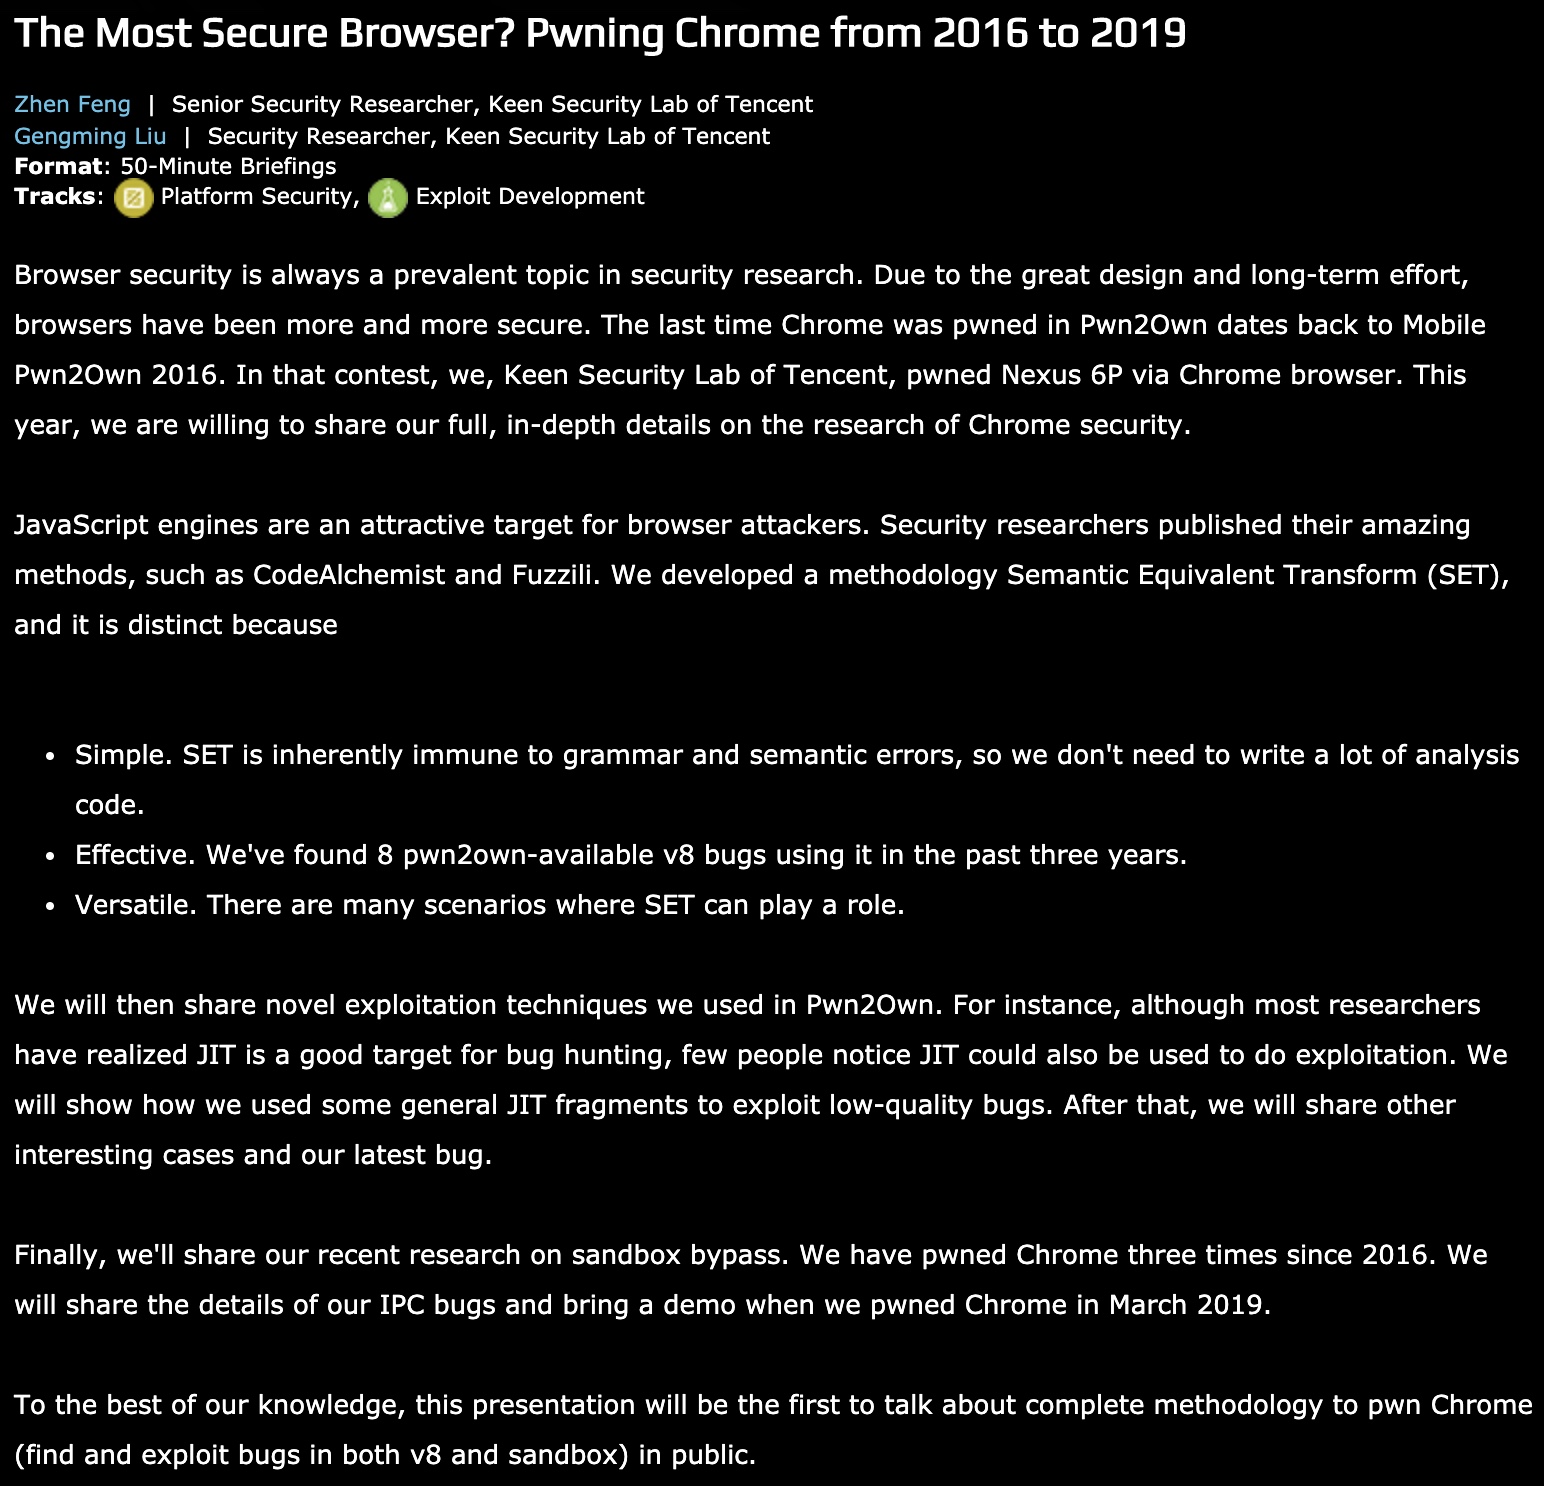 The Most Secure Browser? Pwning Chrome from 2016 to 2019
Zhen Feng | Senior Security Researcher, Keen Security Lab of Tencent
Gengming Liu | Security Researcher, Keen Security Lab of Tencent
Format: 50-Minute Briefings
Tracks: Platform Security, Exploit Development
Browser security is always a prevalent topic in security research. Due to the great design and long-term effort,
browsers have been more and more secure. The last time Chrome was pwned in Pwn2Own dates back to Mobile
Pwn2Own 2016. In that contest, we, Keen Security Lab of Tencent, pwned Nexus 6P via Chrome browser. This
year, we are willing to share our full, in-depth details on the research of Chrome security.
JavaScript engines are an attractive target for browser attackers. Security researchers published their amazing
methods, such as CodeAlchemist and Fuzzili. We developed a methodology Semantic Equivalent Transform (SET),
and it is distinct because
• Simple. SET is inherently immune to grammar and semantic errors, so we don't need to write a lot of analysis
code.
• Effective. We've found 8 pwn2own-available v8 bugs using it in the past three years.
• Versatile. There are many scenarios where SET can play a role.
We will then share novel exploitation techniques we used in Pwn2Own. For instance, although most researchers
have realized JIT is a good target for bug hunting, few people notice JIT could also be used to do exploitation. We
will show how we used some general JIT fragments to exploit low-quality bugs. After that, we will share other
interesting cases and our latest bug.
Finally, we'll share our recent research on sandbox bypass. We have pwned Chrome three times since 2016. We
will share the details of our IPC bugs and bring a demo when we pwned Chrome in March 2019.
To the best of our knowledge, this presentation will be the first to talk about complete methodology to pwn Chrome
(find and exploit bugs in both v8 and sandbox) in public.